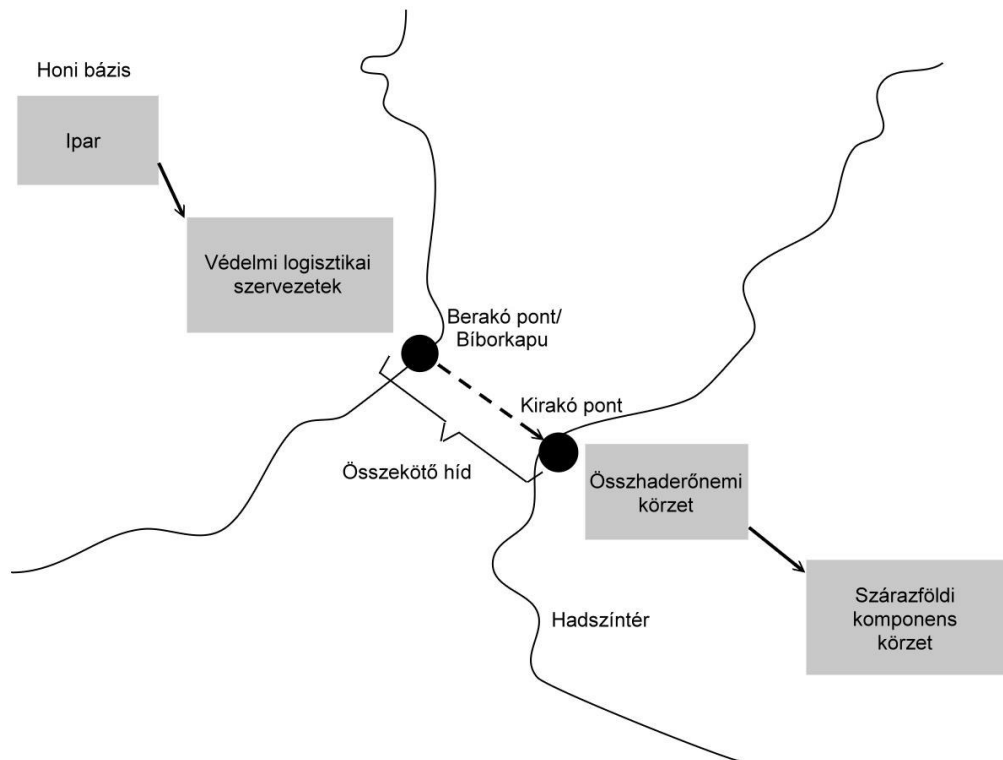 Honi bázis
Ipar
Védelmi logisztikai
szervezetek
Berakó pont/
Bíborkapu
Kirakó pont
Összekötő híd
Összhaderőnemi
körzet
Hadszíntér
Szárazföldi
komponens
körzet